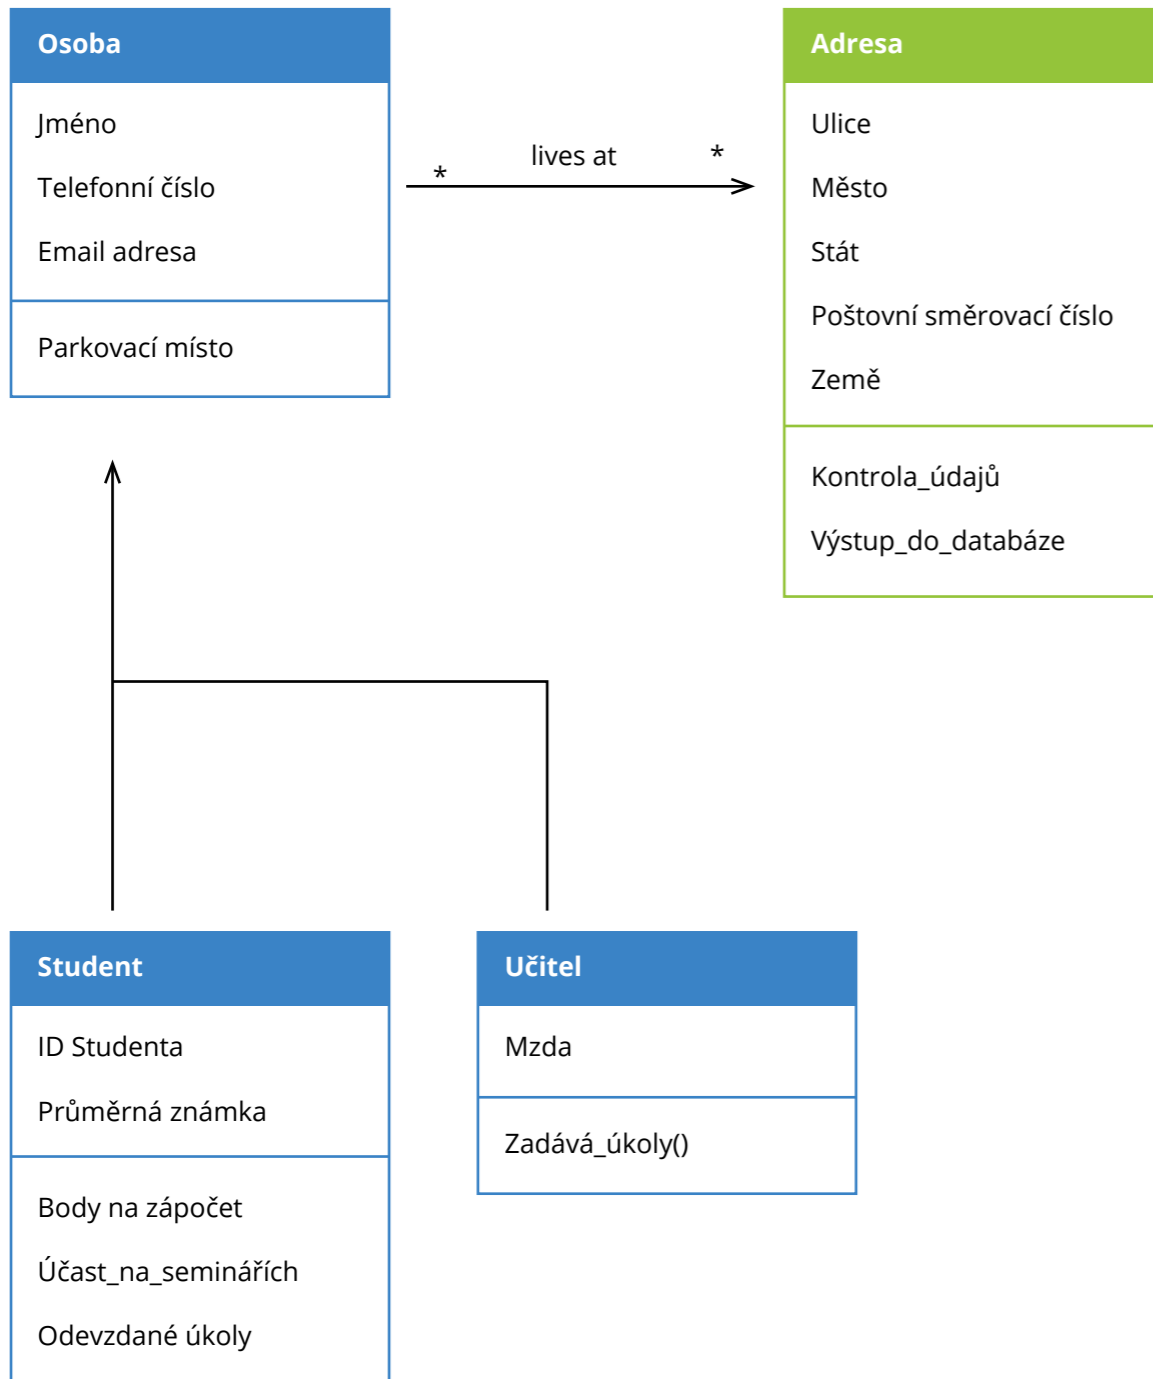 Osoba
Jméno
Telefonní číslo
Email adresa
Parkovací místo
* lives at *
Adresa
Ulice
Město
Stát
Poštovní směrovací číslo
Země
Kontrola_údajů
Výstup_do_databáze
Student
ID Studenta
Průměrná známka
Body na zápočet
Účast_na_seminářích
Odevzdané úkoly
Učitel
Mzda
Zadává_úkoly()